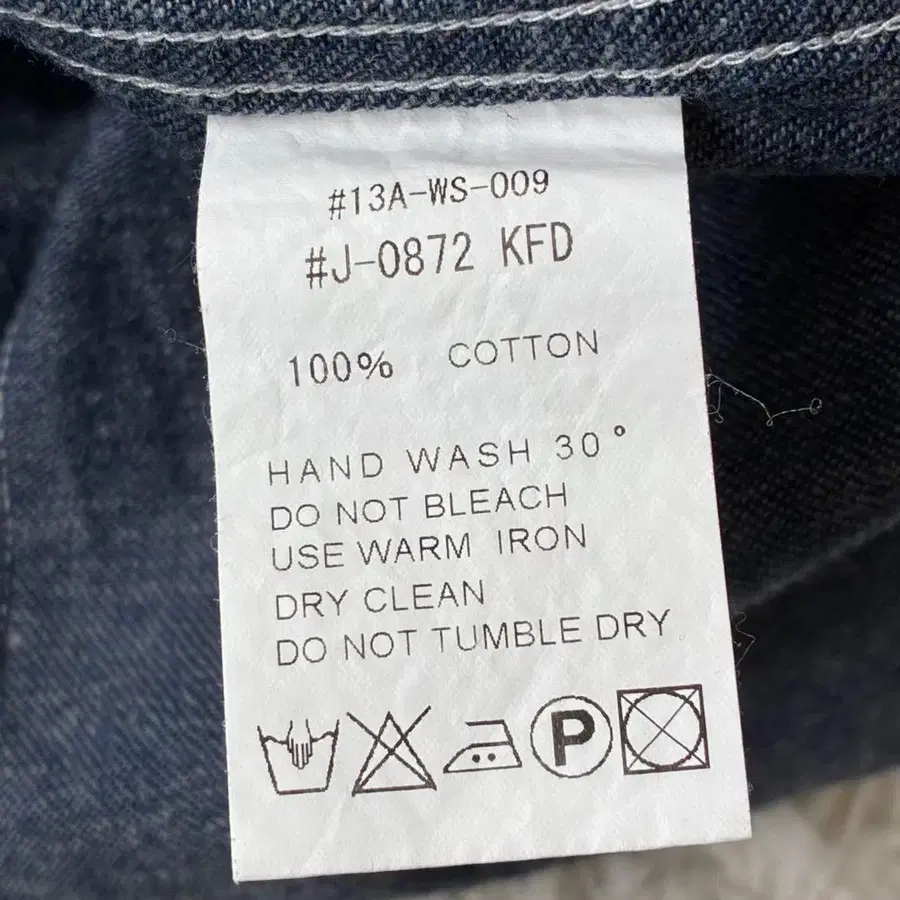 #13A-WS-009
#J-0872 KFD
100% COTTON
HAND WASH 30°
DO NOT BLEACH
USE WARM IRON
DRY CLEAN
DO NOT TUMBLE DRY
P